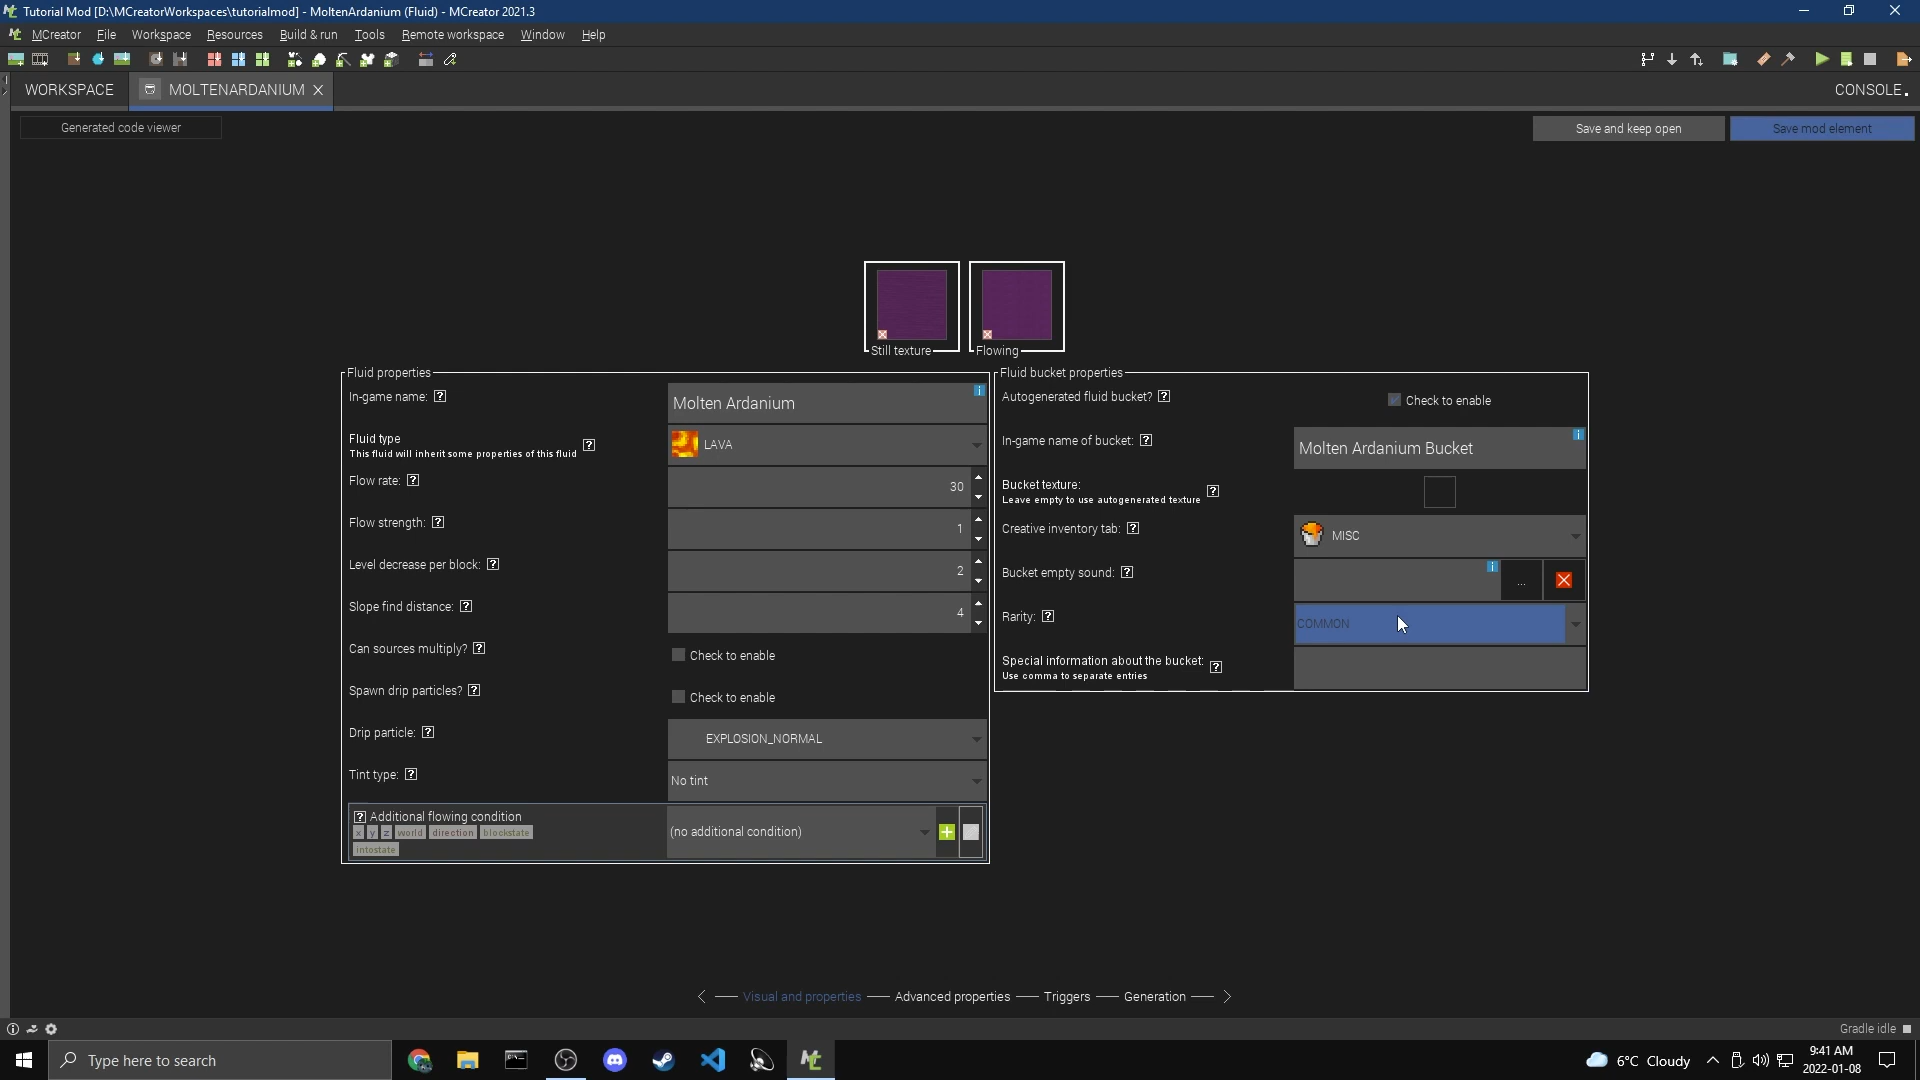 Tutorial Mod [D:\MCreatorWorkspaces\tutorialmod] - MoltenArdanium (Fluid) - MCreator 2021.3
MCreator File Workspace Resources Build & run Tools Remote workspace Window Help
WORKSPACE MOLTENARDANIUM CONSOLE
Generated code viewer
Save and keep open
Save mod element
Still texture
Flowing
Fluid properties
In-game name: ? Molten Ardanium
Fluid type
This fluid will inherit some properties of this fluid ? LAVA
Flow rate: ? 30
Flow strength: ? 1
Level decrease per block: ? 2
Slope find distance: ? 4
Can sources multiply? ? Check to enable
Spawn drip particles? ? Check to enable
Drip particle: ? EXPLOSION_NORMAL
Tint type: ? No tint
? Additional flowing condition
x y z world direction blockstate
intostate
(no additional condition)
Fluid bucket properties
Autogenerated fluid bucket? ? Check to enable
In-game name of bucket: ? Molten Ardanium Bucket
Bucket texture:
Leave empty to use autogenerated texture ?
Creative inventory tab: ? MISC
Bucket empty sound: ? ...
Rarity: ? COMMON
Special information about the bucket: ?
Use comma to separate entries
Visual and properties Advanced properties Triggers Generation
Gradle idle
Type here to search
6°C Cloudy
9:41 AM
2022-01-08